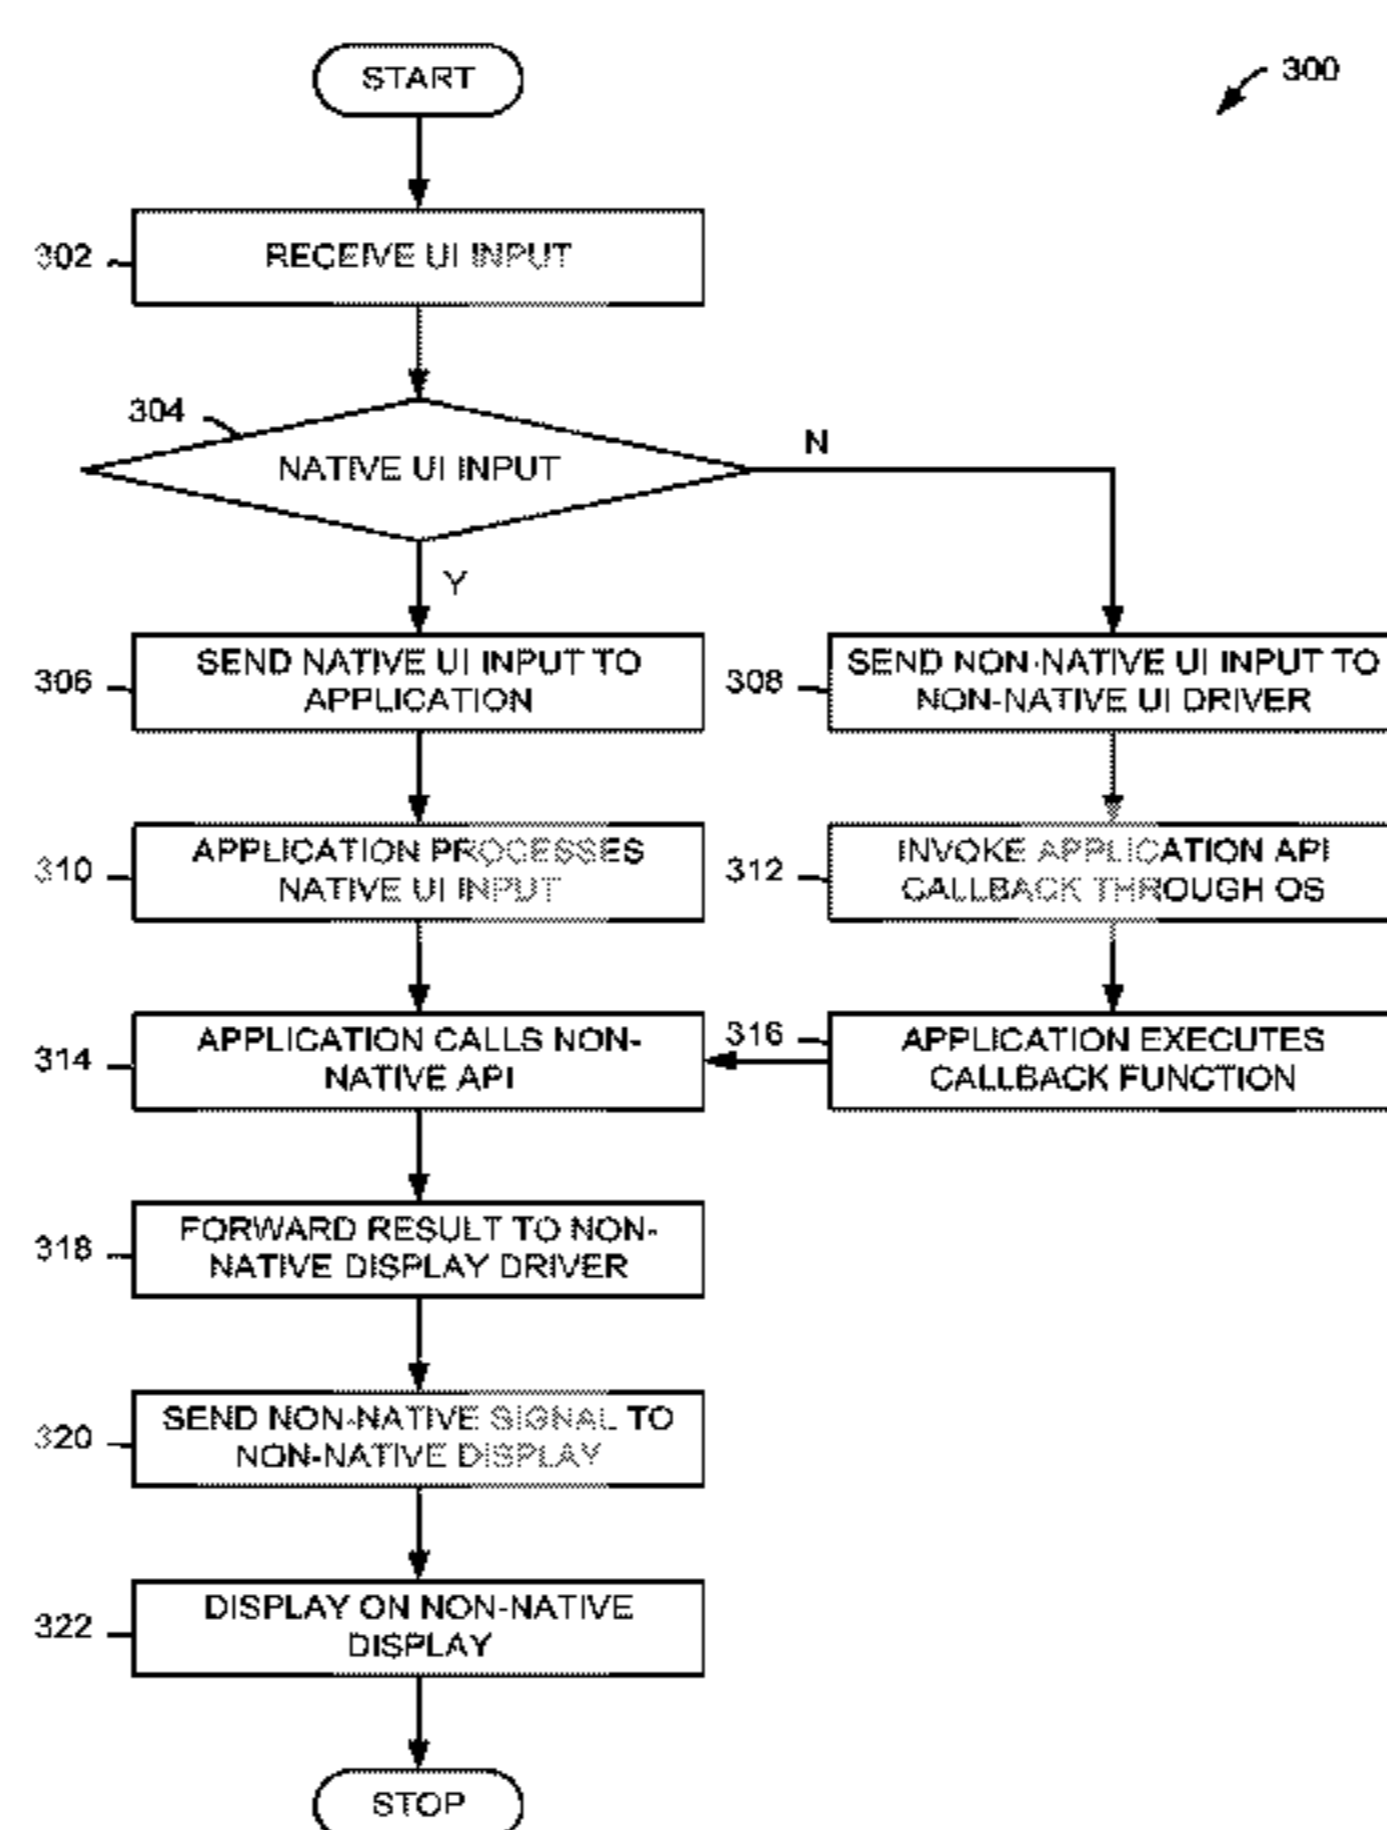 START
300
302
RECEIVE UI INPUT
304
NATIVE UI INPUT
N
Y
306
SEND NATIVE UI INPUT TO
APPLICATION
308
SEND NON-NATIVE UI INPUT TO
NON-NATIVE UI DRIVER
310
APPLICATION PROCESSES
NATIVE UI INPUT
312
INVOKE APPLICATION API
CALLBACK THROUGH OS
314
APPLICATION CALLS NON-
NATIVE API
316
APPLICATION EXECUTES
CALLBACK FUNCTION
318
FORWARD RESULT TO NON-
NATIVE DISPLAY DRIVER
320
SEND NON-NATIVE SIGNAL TO
NON-NATIVE DISPLAY
322
DISPLAY ON NON-NATIVE
DISPLAY
STOP